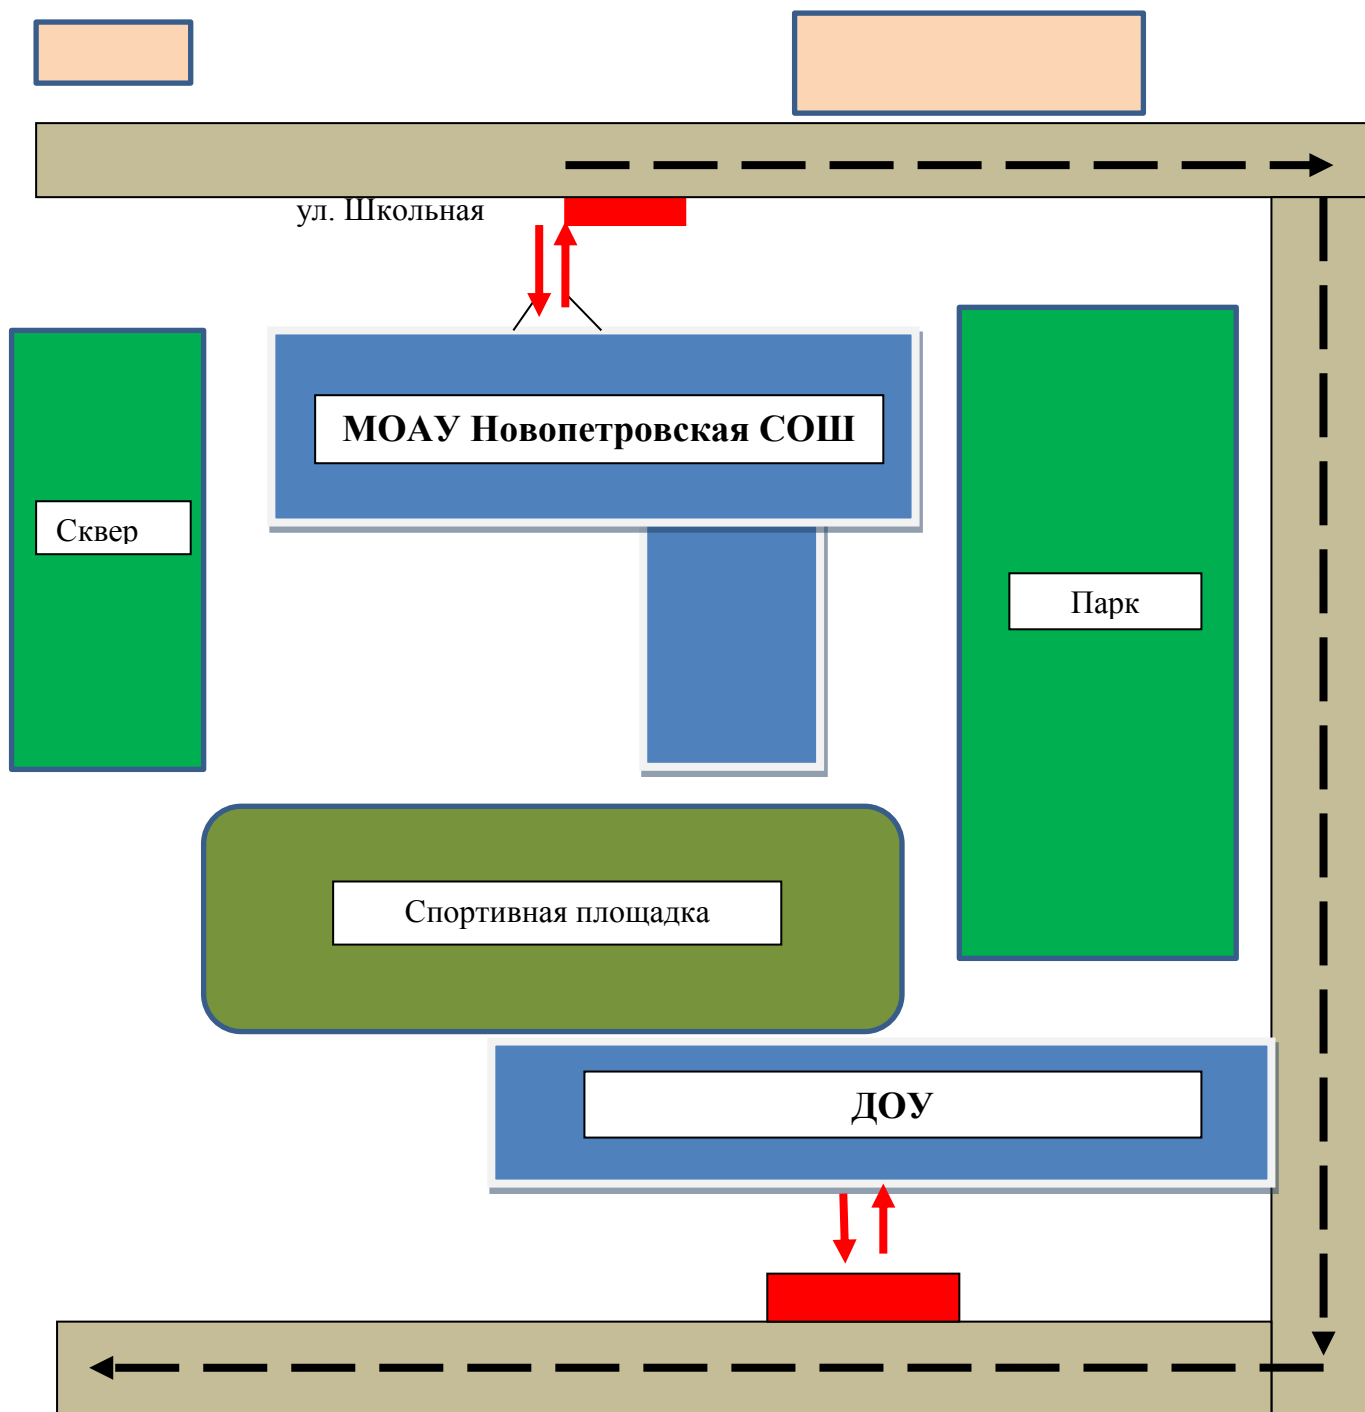 ул. Школьная
МОАУ Новопетровская СОШ
Сквер
Парк
Спортивная площадка
ДОУ